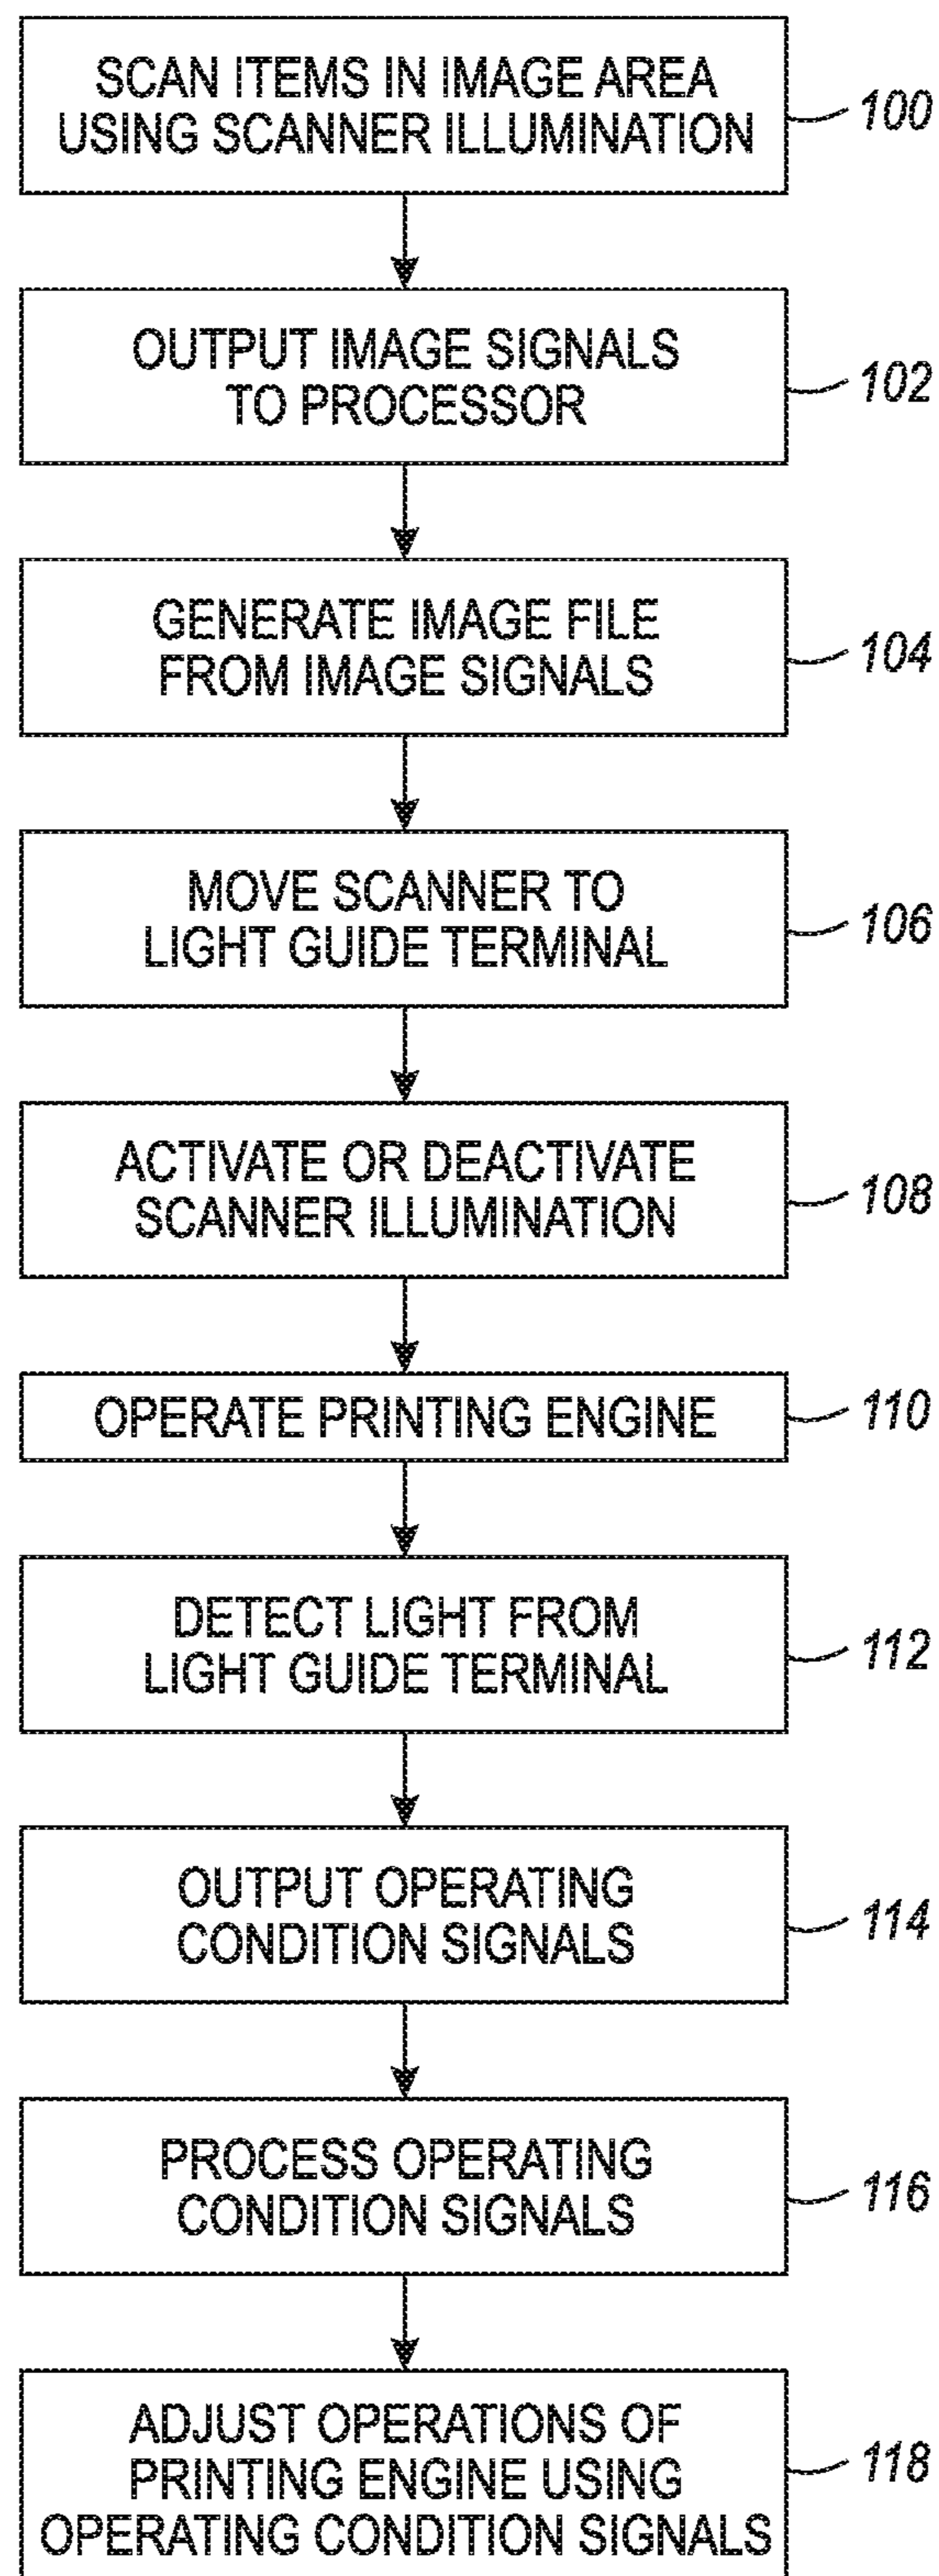 SCAN ITEMS IN IMAGE AREA
USING SCANNER ILLUMINATION
100
OUTPUT IMAGE SIGNALS
TO PROCESSOR
102
GENERATE IMAGE FILE
FROM IMAGE SIGNALS
104
MOVE SCANNER TO
LIGHT GUIDE TERMINAL
106
ACTIVATE OR DEACTIVATE
SCANNER ILLUMINATION
108
OPERATE PRINTING ENGINE
110
DETECT LIGHT FROM
LIGHT GUIDE TERMINAL
112
OUTPUT OPERATING
CONDITION SIGNALS
114
PROCESS OPERATING
CONDITION SIGNALS
116
ADJUST OPERATIONS OF
PRINTING ENGINE USING
OPERATING CONDITION SIGNALS
118